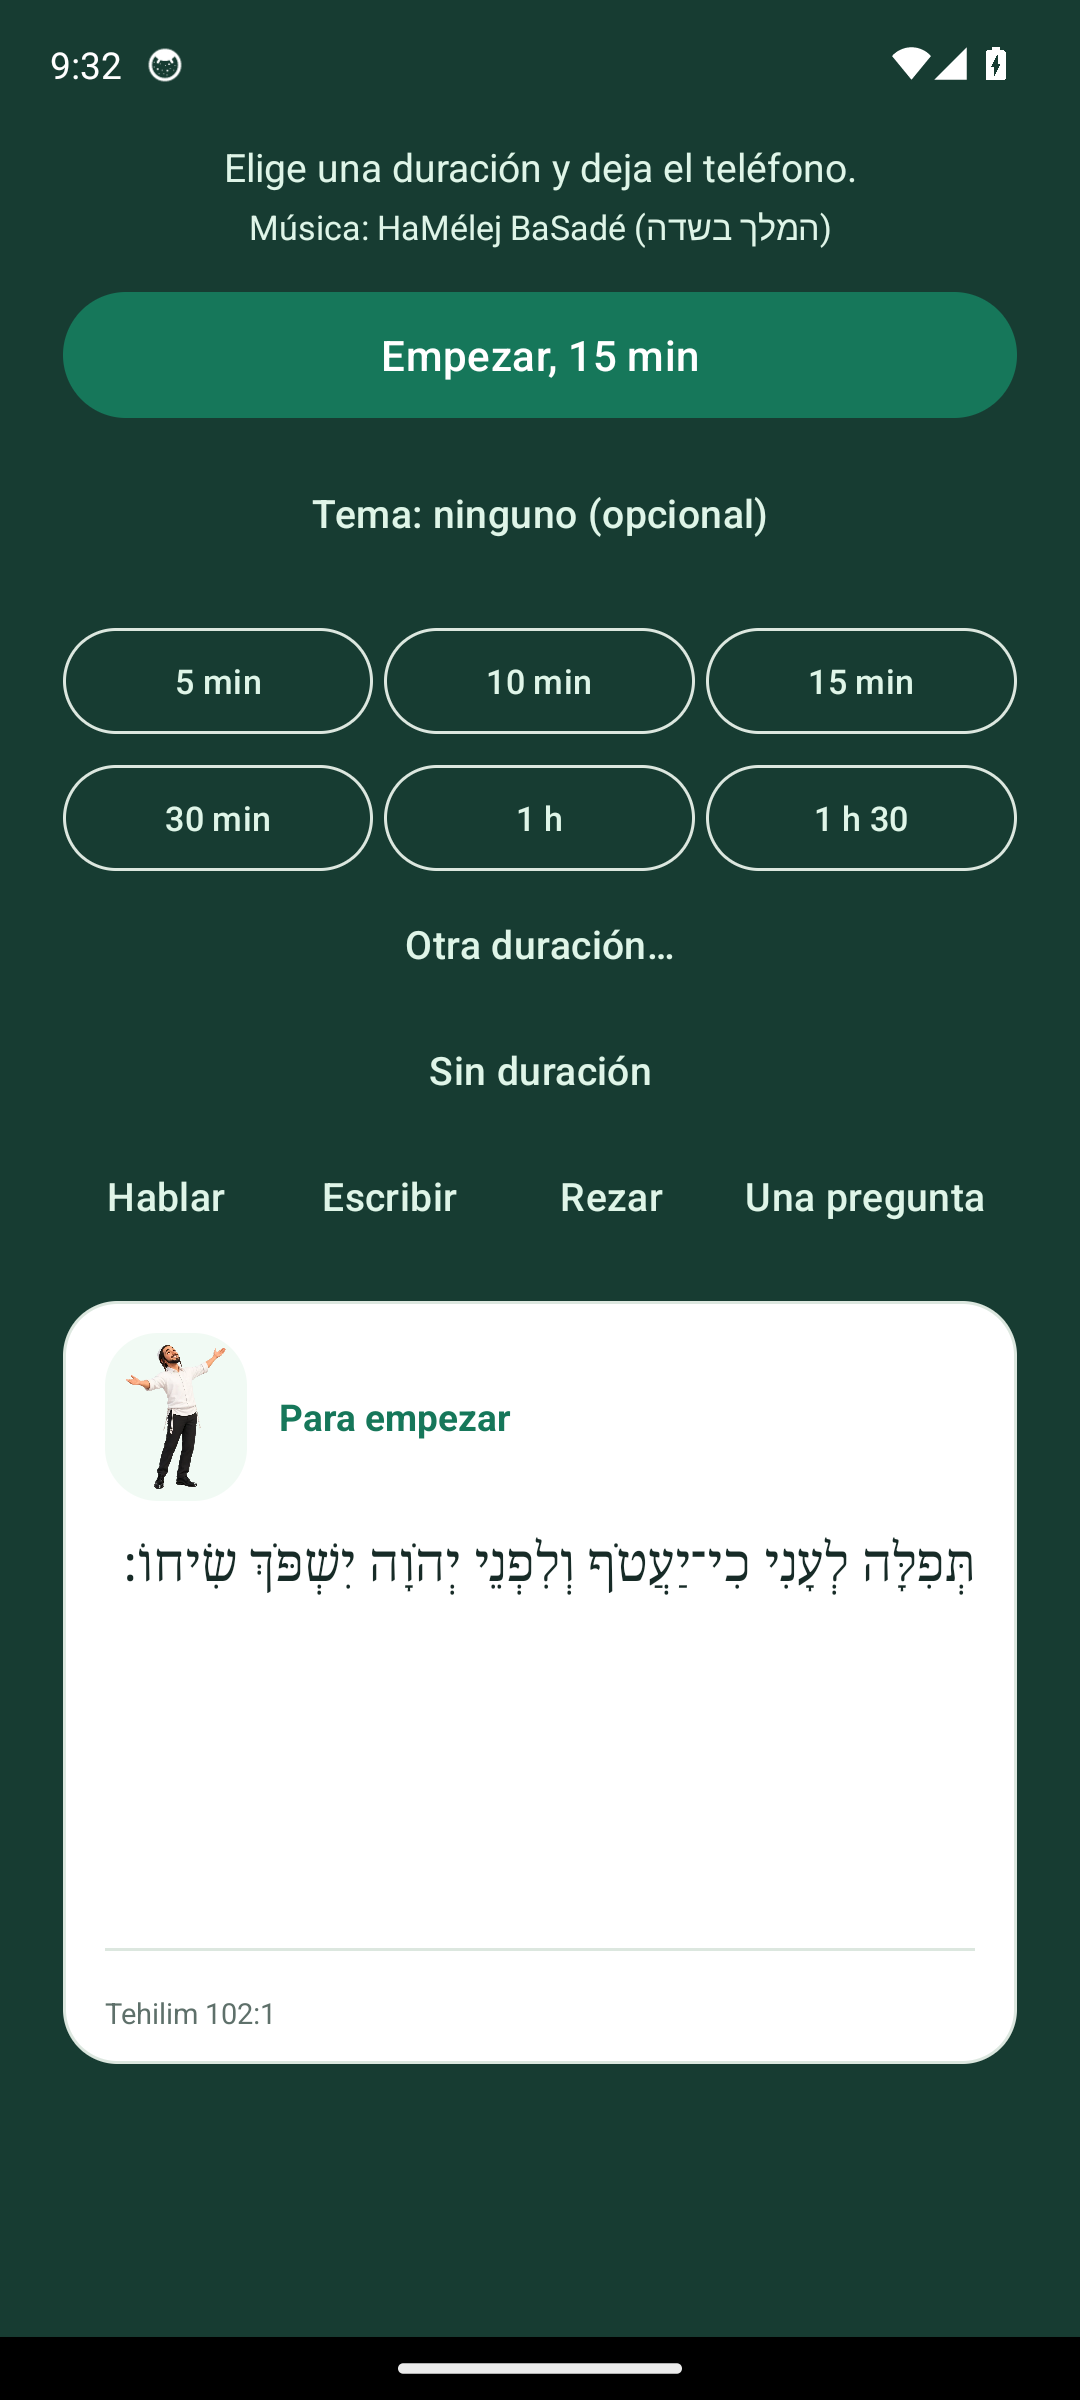 9:32
Elige una duración y deja el teléfono.
Música: HaMélej BaSadé (המלך בשדה)
Empezar, 15 min
Tema: ninguno (opcional)
5 min 10 min 15 min
30 min 1 h 1 h 30
Otra duración...
Sin duración
Hablar Escribir Rezar Una pregunta
Para empezar
תְּפִלָּה לְעָנִי כִי־יַעֲטֹף וְלִפְנֵי יְהֹוָה יִשְׁפֹּךְ שִׂיחוֹ:
Tehilim 102:1